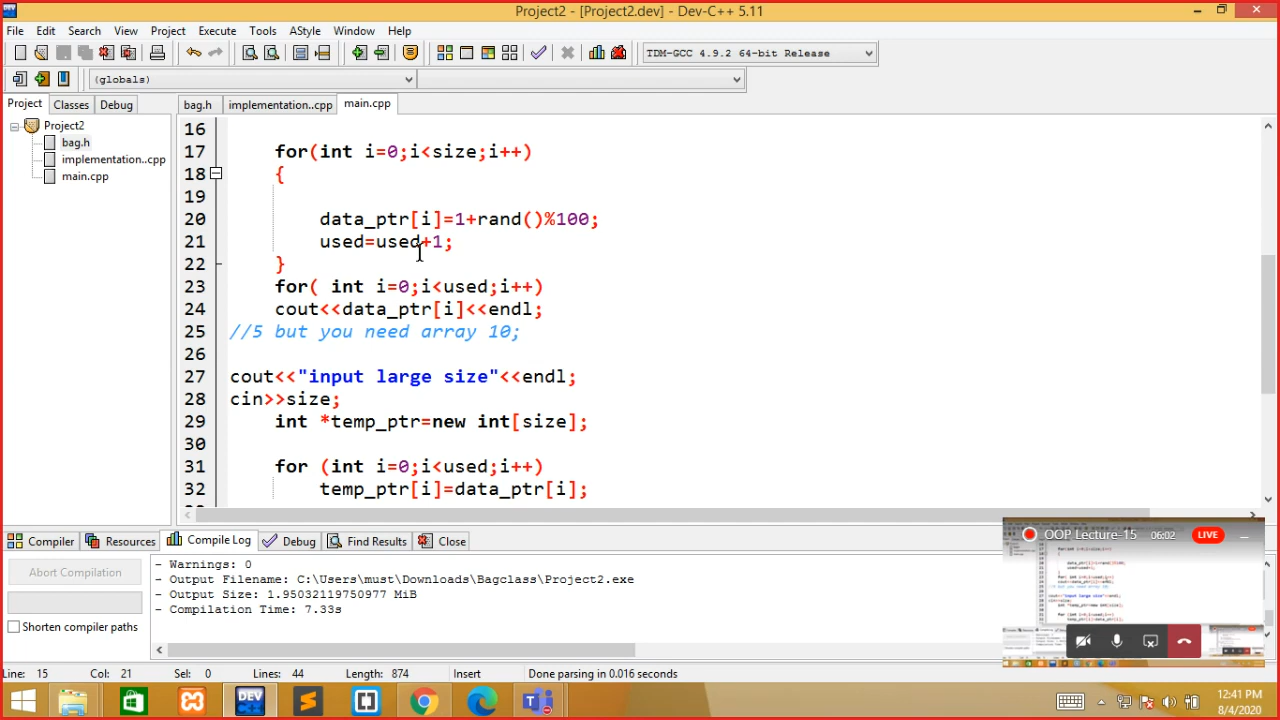 Project2 - [Project2.dev] - Dev-C++ 5.11
File Edit Search View Project Execute Tools AStyle Window Help
TDM-GCC 4.9.2 64-bit Release
(globals)
Project Classes Debug
bag.h implementation..cpp main.cpp
Project2
bag.h
implementation..cpp
main.cpp
16
17 for(int i=0;i<size;i++)
18 {
19
20 data_ptr[i]=1+rand()%100;
21 used=used+1;
22 }
23 for( int i=0;i<used;i++)
24 cout<<data_ptr[i]<<endl;
25 //5 but you need array 10;
26
27 cout<<"input large size"<<endl;
28 cin>>size;
29 int *temp_ptr=new int[size];
30
31 for (int i=0;i<used;i++)
32 temp_ptr[i]=data_ptr[i];
Compiler Resources Compile Log Debug Find Results Close
Abort Compilation
Shorten compiler paths
- Warnings: 0
- Output Filename: C:\Users\must\Downloads\Bagclass\Project2.exe
- Output Size: 1.95032119750977 MiB
- Compilation Time: 7.33s
OOP Lecture-15 06:02 LIVE
Line: 15 Col: 21 Sel: 0 Lines: 44 Length: 874 Insert Done parsing in 0.016 seconds
DEV
12:41 PM
8/4/2020